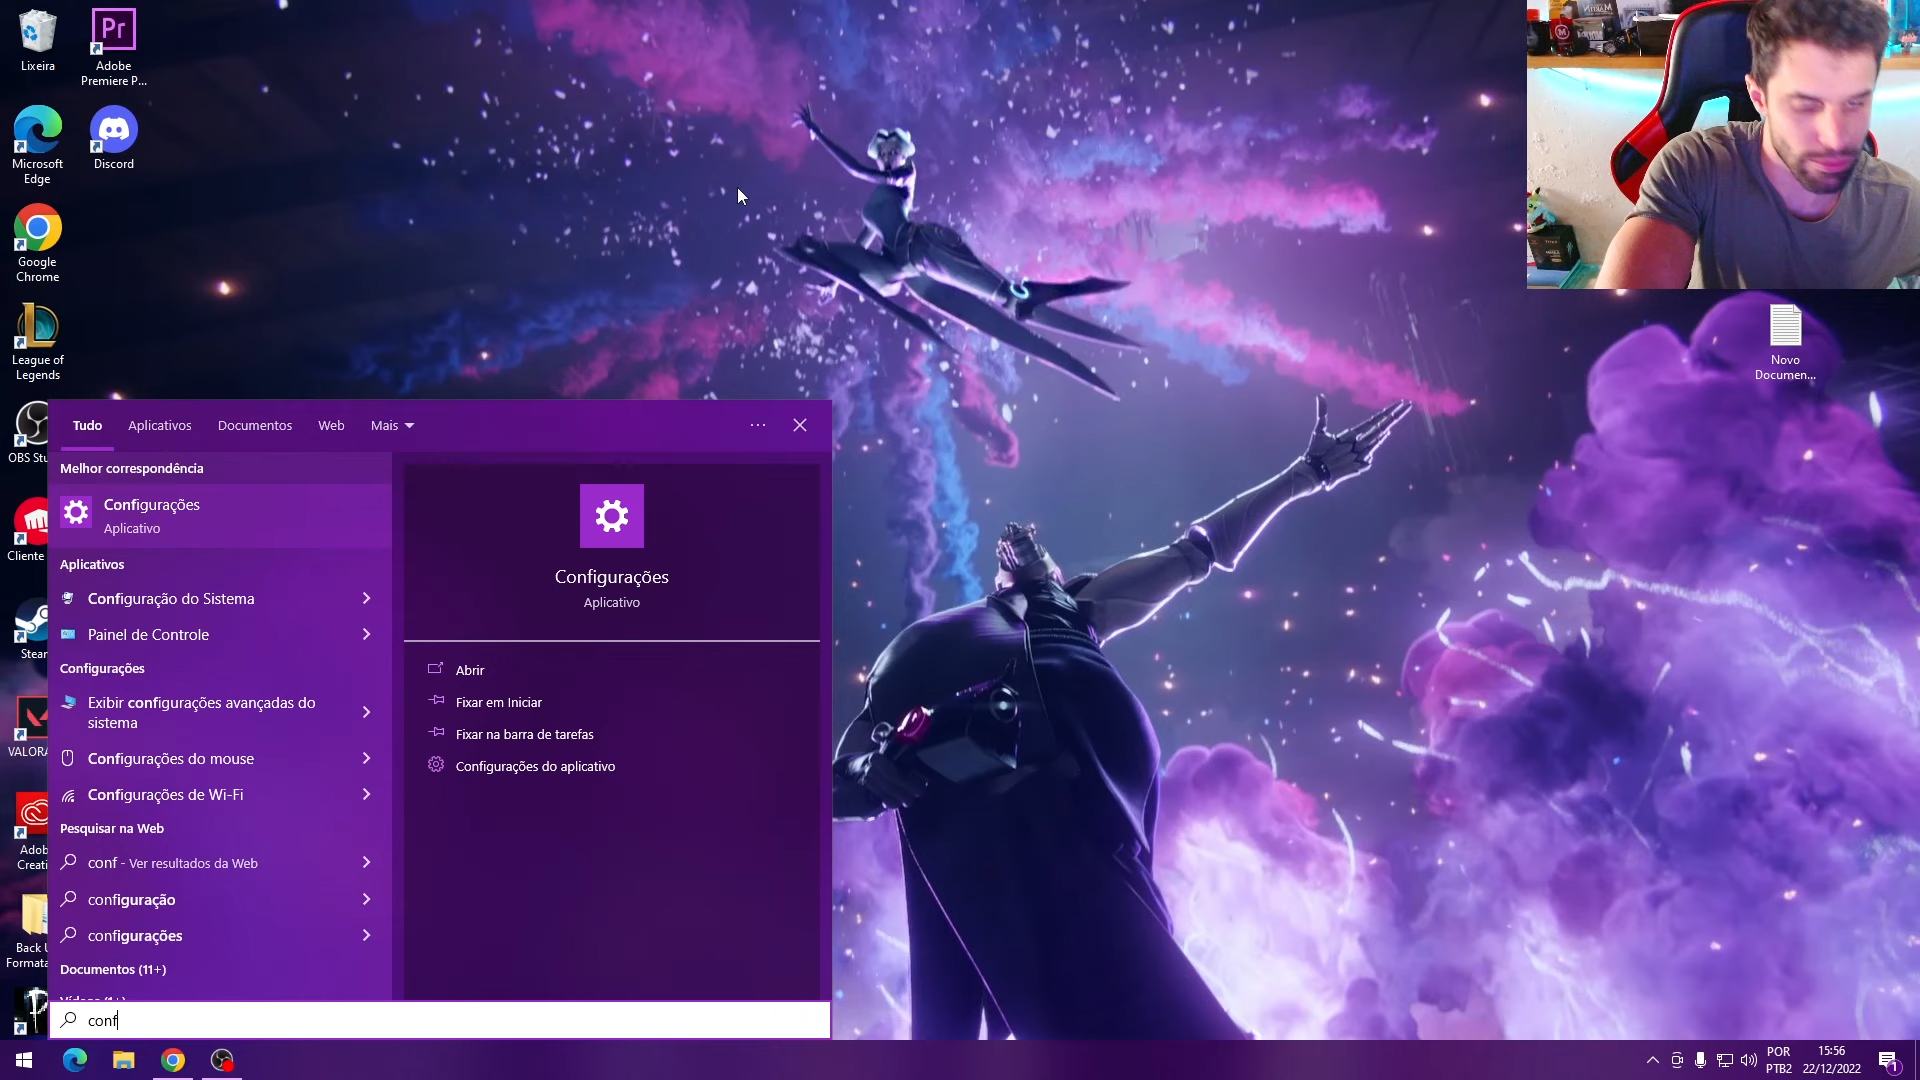 Lixeira
Pr
Adobe
Premiere P...
Microsoft
Edge
Discord
Google
Chrome
League of
Legends
OBS Stu
Cliente
Stear
VALORA
Adob
Creati
Back U
Formata
Novo
Documen...
Tudo
Aplicativos
Documentos
Web
Mais
Melhor correspondência
Configurações
Aplicativo
Aplicativos
Configuração do Sistema
Painel de Controle
Configurações
Exibir configurações avançadas do
sistema
Configurações do mouse
Configurações de Wi-Fi
Pesquisar na Web
conf - Ver resultados da Web
configuração
configurações
Documentos (11+)
Vídeos (1+)
Configurações
Aplicativo
Abrir
Fixar em Iniciar
Fixar na barra de tarefas
Configurações do aplicativo
conf
POR
PTB2
15:56
22/12/2022
1